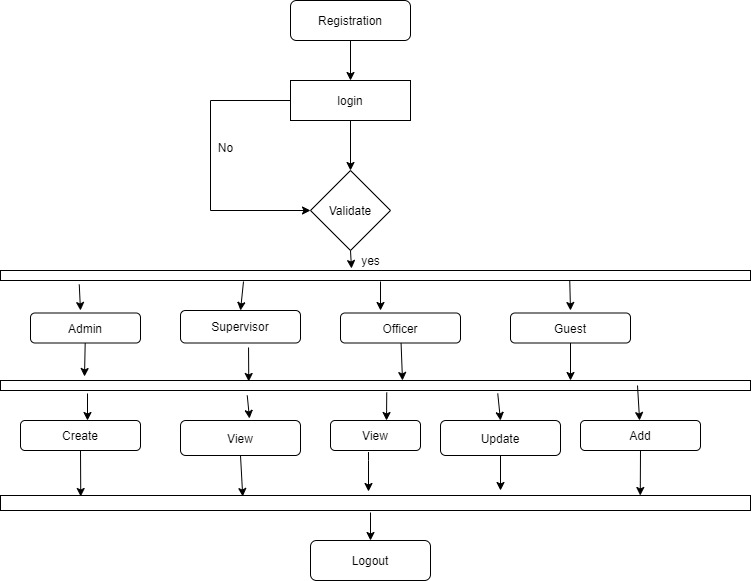 Registration
login
No
Validate
yes
Admin
Supervisor
Officer
Guest
Create
View
View
Update
Add
Logout